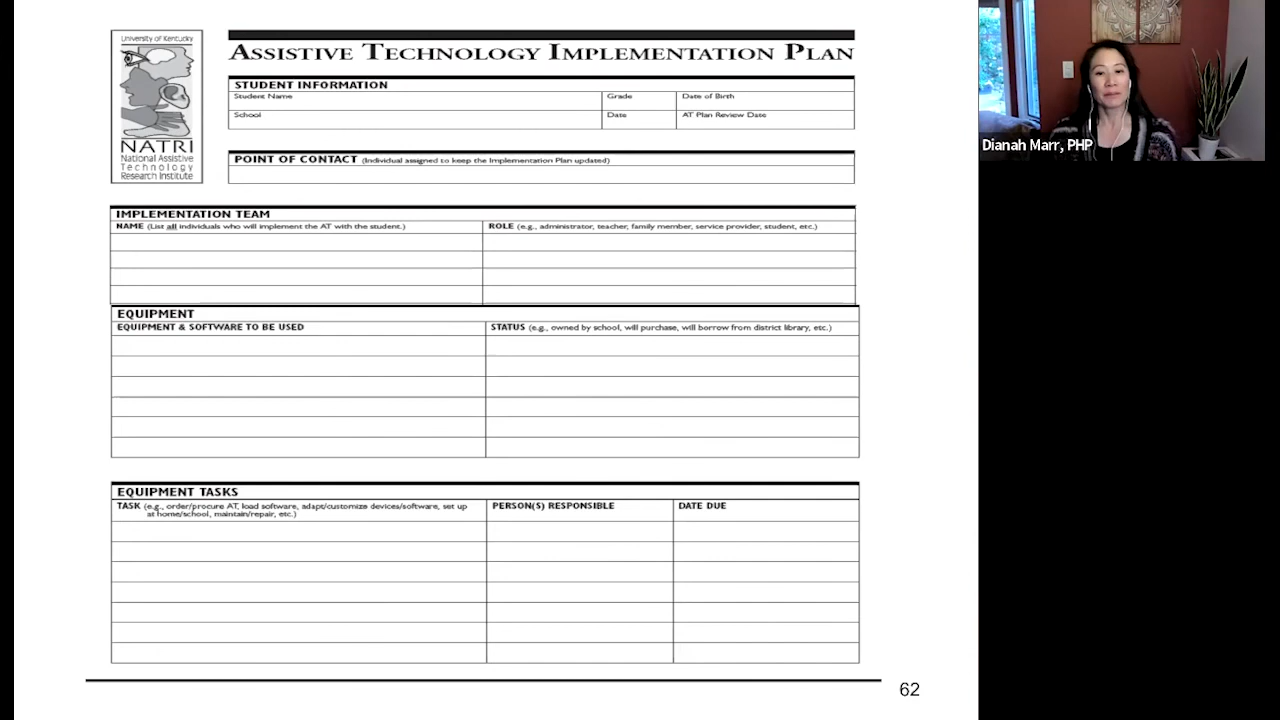 University of Kentucky
NATRI
National Assistive
Technology
Research Institute
ASSISTIVE TECHNOLOGY IMPLEMENTATION PLAN
STUDENT INFORMATION
Student Name Grade Date of Birth
School Date AT Plan Review Date
POINT OF CONTACT (Individual assigned to keep the Implementation Plan updated)
IMPLEMENTATION TEAM
NAME (List all individuals who will implement the AT with the student.) ROLE (e.g., administrator, teacher, family member, service provider, student, etc.)
EQUIPMENT
EQUIPMENT & SOFTWARE TO BE USED STATUS (e.g., owned by school, will purchase, will borrow from district library, etc.)
EQUIPMENT TASKS
TASK (e.g., order/procure AT, load software, adapt/customize devices/software, set up
at home/school, maintain/repair, etc.)
PERSON(S) RESPONSIBLE DATE DUE
62
Dianah Marr, PHP